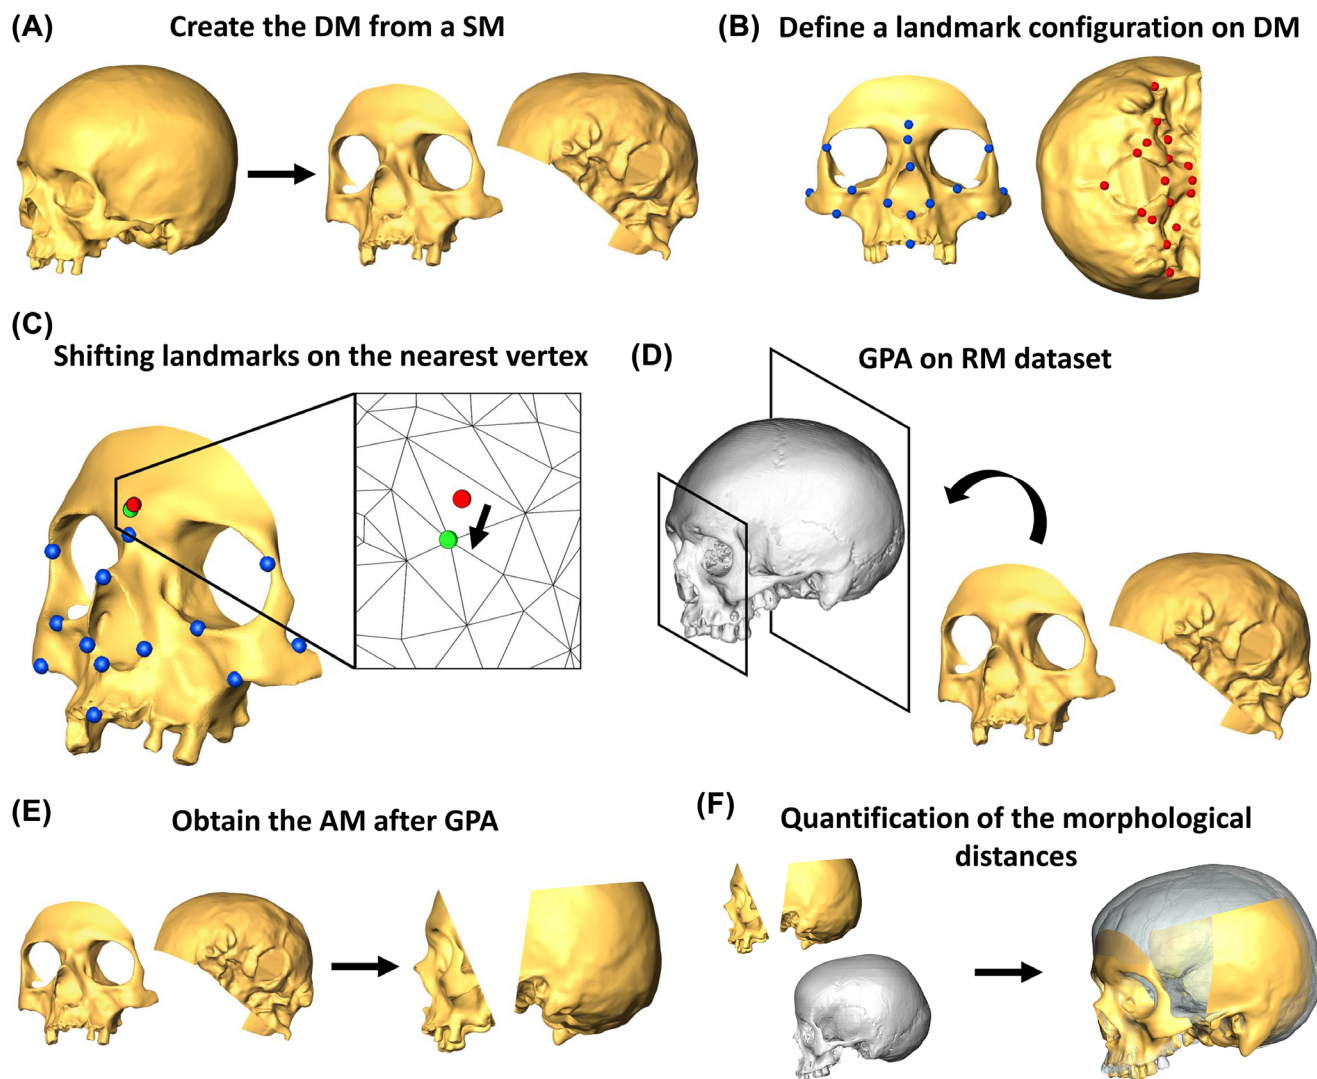 (A) Create the DM from a SM
(B) Define a landmark configuration on DM
(C)
Shifting landmarks on the nearest vertex
(D) GPA on RM dataset
(E) Obtain the AM after GPA
(F) Quantification of the morphological
distances